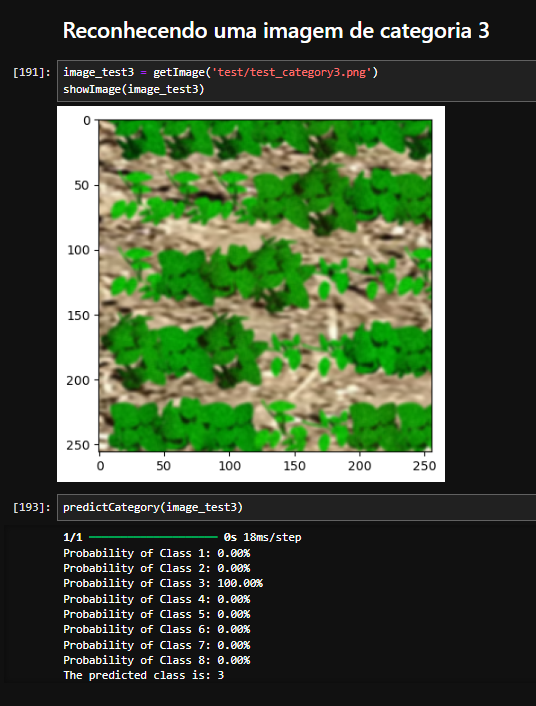 Reconhecendo uma imagem de categoria 3
[191]: image_test3 = getImage('test/test_category3.png')
showImage(image_test3)
0
50
100
150
200
250
0 50 100 150 200 250
[193]: predictCategory(image_test3)
1/1 ━━━━━━━━━━━━━━━━━━━━ 0s 18ms/step
Probability of Class 1: 0.00%
Probability of Class 2: 0.00%
Probability of Class 3: 100.00%
Probability of Class 4: 0.00%
Probability of Class 5: 0.00%
Probability of Class 6: 0.00%
Probability of Class 7: 0.00%
Probability of Class 8: 0.00%
The predicted class is: 3